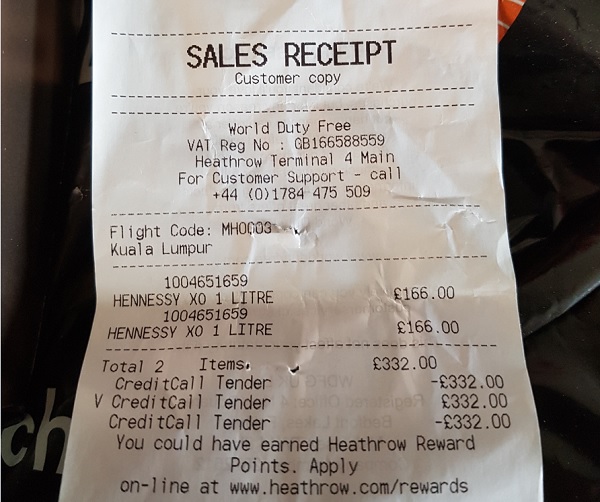 SALES RECEIPT
Customer copy
World Duty Free
VAT Reg No : GB166588559
Heathrow Terminal 4 Main
For Customer Support - call
+44 (0)1784 475 509
Flight Code: MH0003
Kuala Lumpur
1004651659
HENNESSY XO 1 LITRE £166.00
1004651659
HENNESSY XO 1 LITRE £166.00
Total 2 Items. £332.00
CreditCall Tender -£332.00
V CreditCall Tender £332.00
CreditCall Tender -£332.00
You could have earned Heathrow Reward
Points. Apply
on-line at www.heathrow.com/rewards
ch